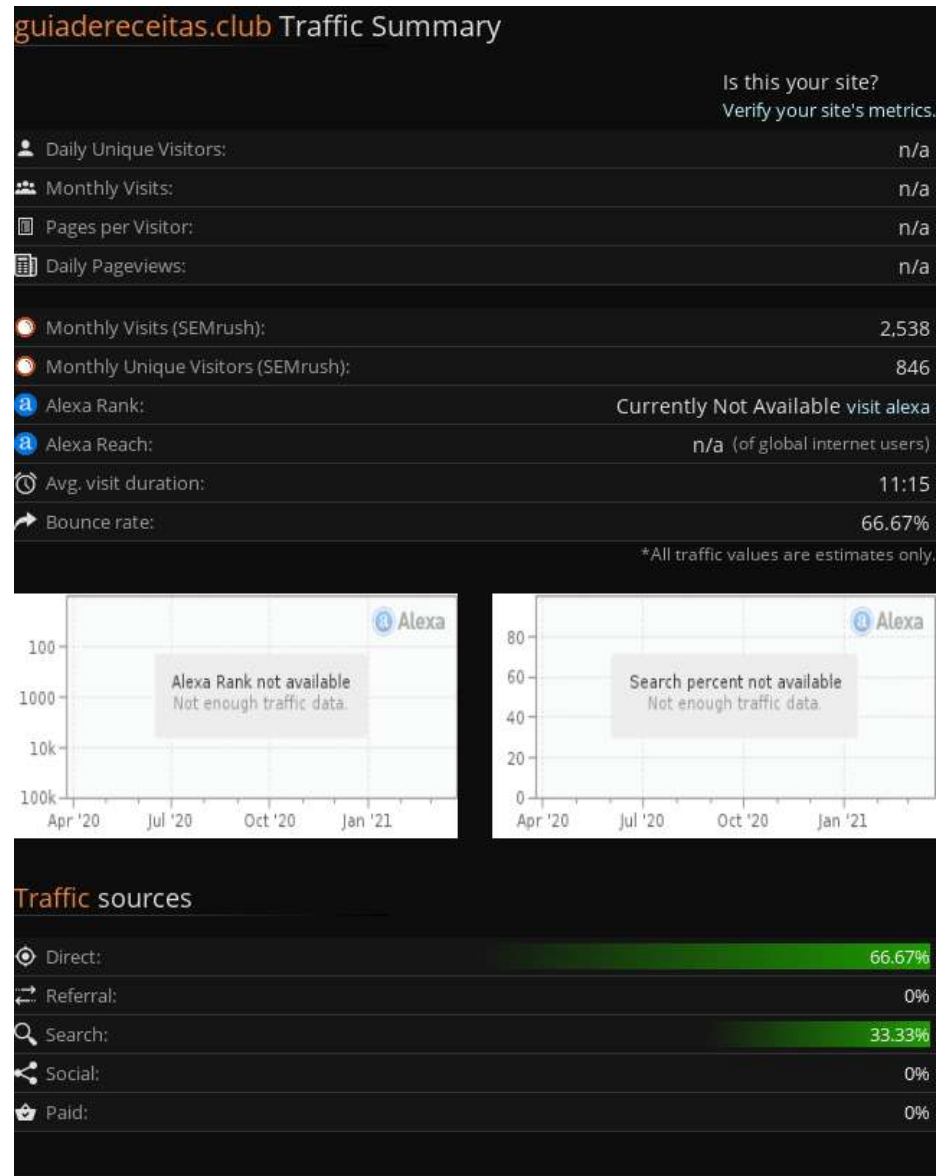 guiadereceitas.club Traffic Summary
Is this your site?
Verify your site's metrics.
Daily Unique Visitors: n/a
Monthly Visits: n/a
Pages per Visitor: n/a
Daily Pageviews: n/a
Monthly Visits (SEMrush): 2,538
Monthly Unique Visitors (SEMrush): 846
a Alexa Rank: Currently Not Available visit alexa
a Alexa Reach: n/a (of global internet users)
Avg. visit duration: 11:15
Bounce rate: 66.67%
*All traffic values are estimates only.
a Alexa
100
1000
10k
100k
Alexa Rank not available
Not enough traffic data.
Apr '20 Jul '20 Oct '20 Jan '21
a Alexa
80
60
40
20
0
Search percent not available
Not enough traffic data.
Apr '20 Jul '20 Oct '20 Jan '21
Traffic sources
Direct: 66.67%
Referral: 0%
Search: 33.33%
Social: 0%
Paid: 0%